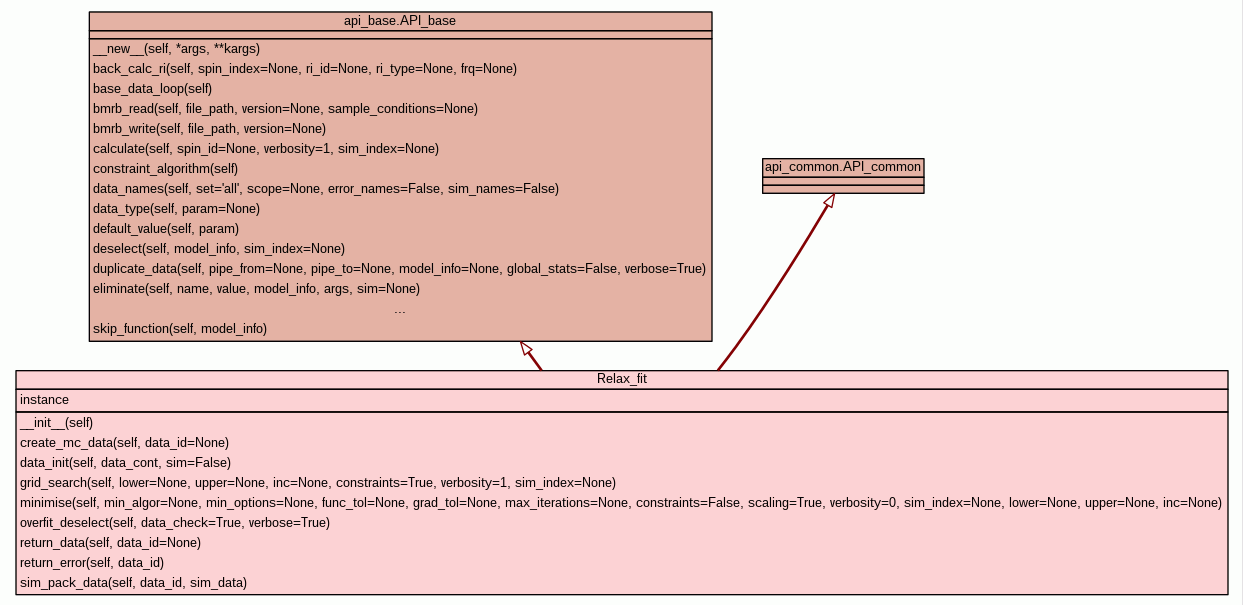 api_base.API_base
__new__(self, *args, **kargs)
back_calc_ri(self, spin_index=None, ri_id=None, ri_type=None, frq=None)
base_data_loop(self)
bmrb_read(self, file_path, version=None, sample_conditions=None)
bmrb_write(self, file_path, version=None)
calculate(self, spin_id=None, verbosity=1, sim_index=None)
constraint_algorithm(self)
data_names(self, set='all', scope=None, error_names=False, sim_names=False)
data_type(self, param=None)
default_value(self, param)
deselect(self, model_info, sim_index=None)
duplicate_data(self, pipe_from=None, pipe_to=None, model_info=None, global_stats=False, verbose=True)
eliminate(self, name, value, model_info, args, sim=None)
...
skip_function(self, model_info)
api_common.API_common
Relax_fit
instance
__init__(self)
create_mc_data(self, data_id=None)
data_init(self, data_cont, sim=False)
grid_search(self, lower=None, upper=None, inc=None, constraints=True, verbosity=1, sim_index=None)
minimise(self, min_algor=None, min_options=None, func_tol=None, grad_tol=None, max_iterations=None, constraints=False, scaling=True, verbosity=0, sim_index=None, lower=None, upper=None, inc=None)
overfit_deselect(self, data_check=True, verbose=True)
return_data(self, data_id=None)
return_error(self, data_id)
sim_pack_data(self, data_id, sim_data)